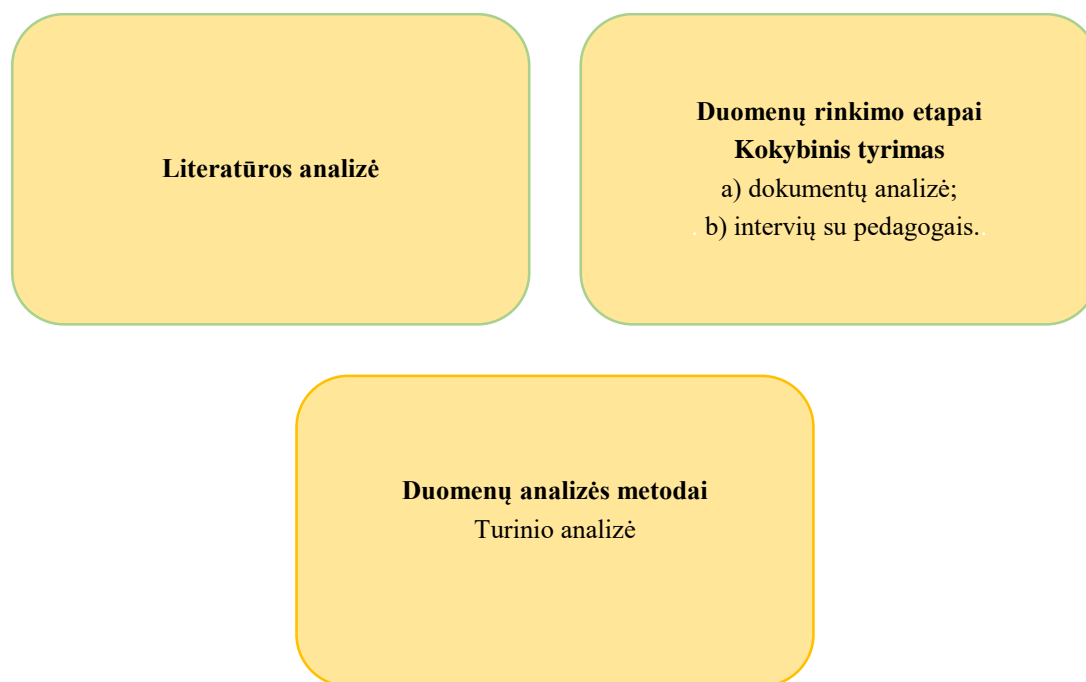 Literatūros analizė
Duomenų rinkimo etapai
Kokybinis tyrimas
a) dokumentų analizė;
b) intervių su pedagogais.
Duomenų analizės metodai
Turinio analizė